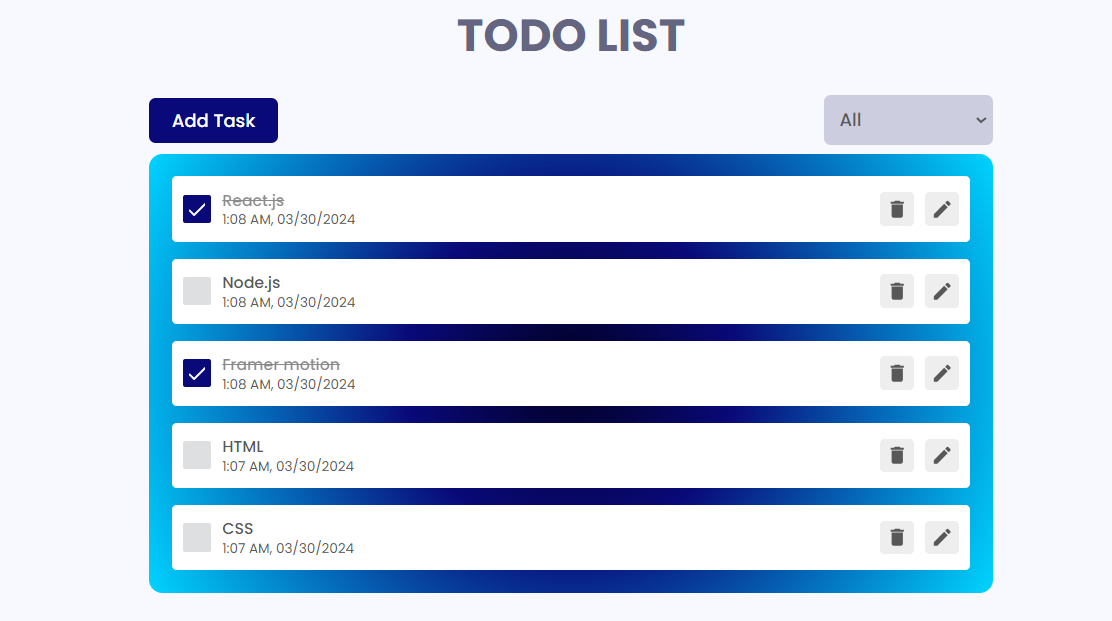 TODO LIST
Add Task
All
React.js
1:08 AM, 03/30/2024
Node.js
1:08 AM, 03/30/2024
Framer motion
1:08 AM, 03/30/2024
HTML
1:07 AM, 03/30/2024
CSS
1:07 AM, 03/30/2024